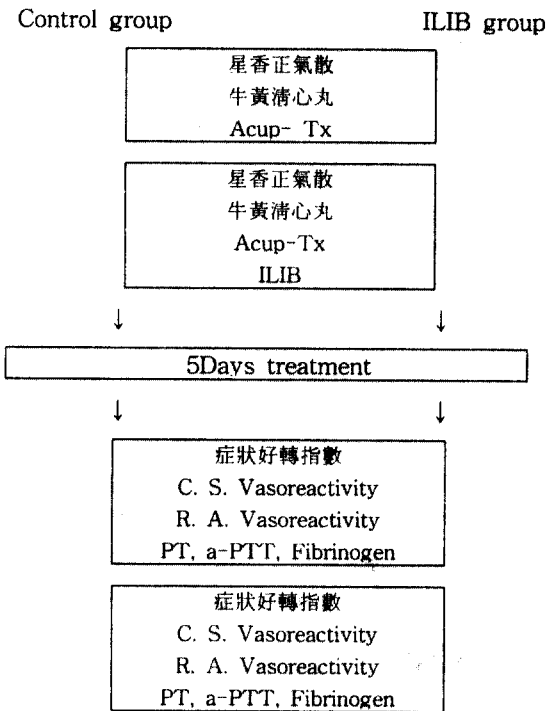 Control group ILIB group
星香正氣散
牛黃淸心丸
Acup- Tx
星香正氣散
牛黃淸心丸
Acup-Tx
ILIB
↓ ↓
5Days treatment
↓ ↓
症狀好轉指數
C. S. Vasoreactivity
R. A. Vasoreactivity
PT, a-PTT, Fibrinogen
症狀好轉指數
C. S. Vasoreactivity
R. A. Vasoreactivity
PT, a-PTT, Fibrinogen